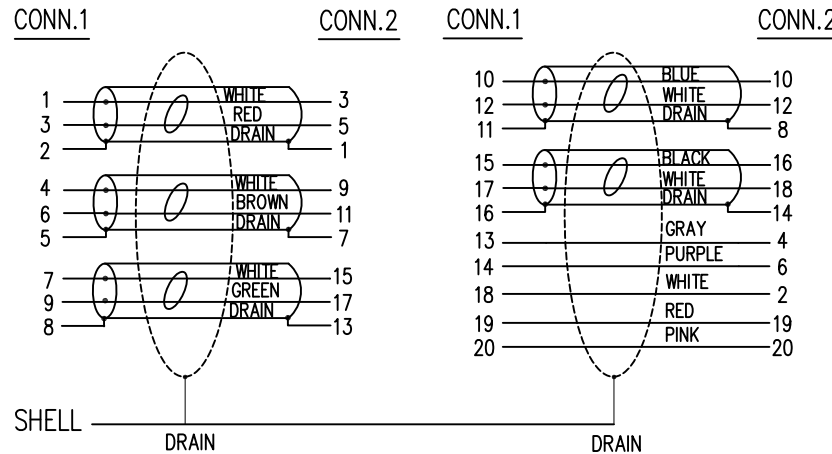 CONN.1 CONN.2 CONN.1 CONN.2
1 WHITE 3
3 RED 5
2 DRAIN 1
4 WHITE 9
6 BROWN 11
5 DRAIN 7
7 WHITE 15
9 GREEN 17
8 DRAIN 13
10 BLUE 10
12 WHITE 12
11 DRAIN 8
15 BLACK 16
17 WHITE 18
16 DRAIN 14
13 GRAY 4
14 PURPLE 6
18 WHITE 2
19 RED 19
20 PINK 20
SHELL
DRAIN DRAIN